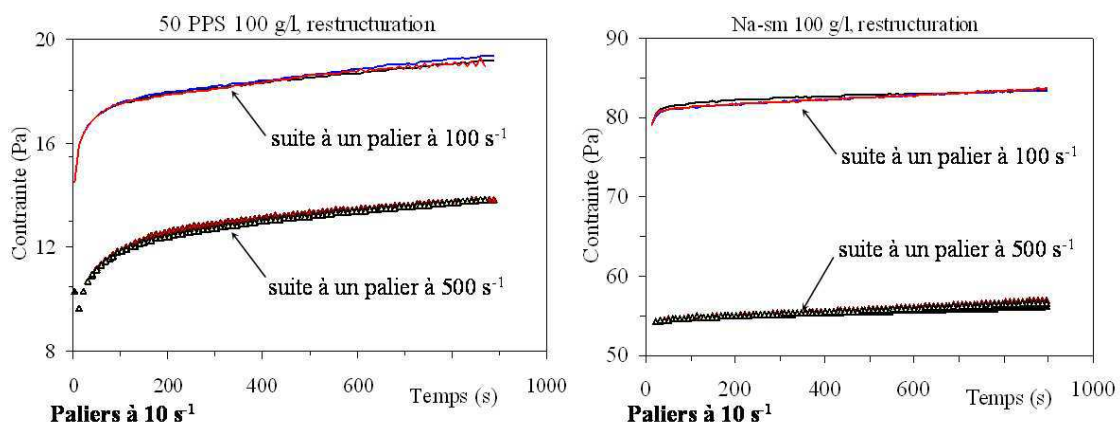 50 PPS 100 g/l, restructuration
20
16
12
8
Contrainte (Pa)
suite à un palier à 100 s-1
suite à un palier à 500 s-1
0
200
400
600
800
1000
Temps (s)
Paliers à 10 s-1
Na-sm 100 g/l, restructuration
90
80
70
60
50
Contrainte (Pa)
suite à un palier à 100 s-1
suite à un palier à 500 s-1
0
200
400
600
800
1000
Temps (s)
Paliers à 10 s-1